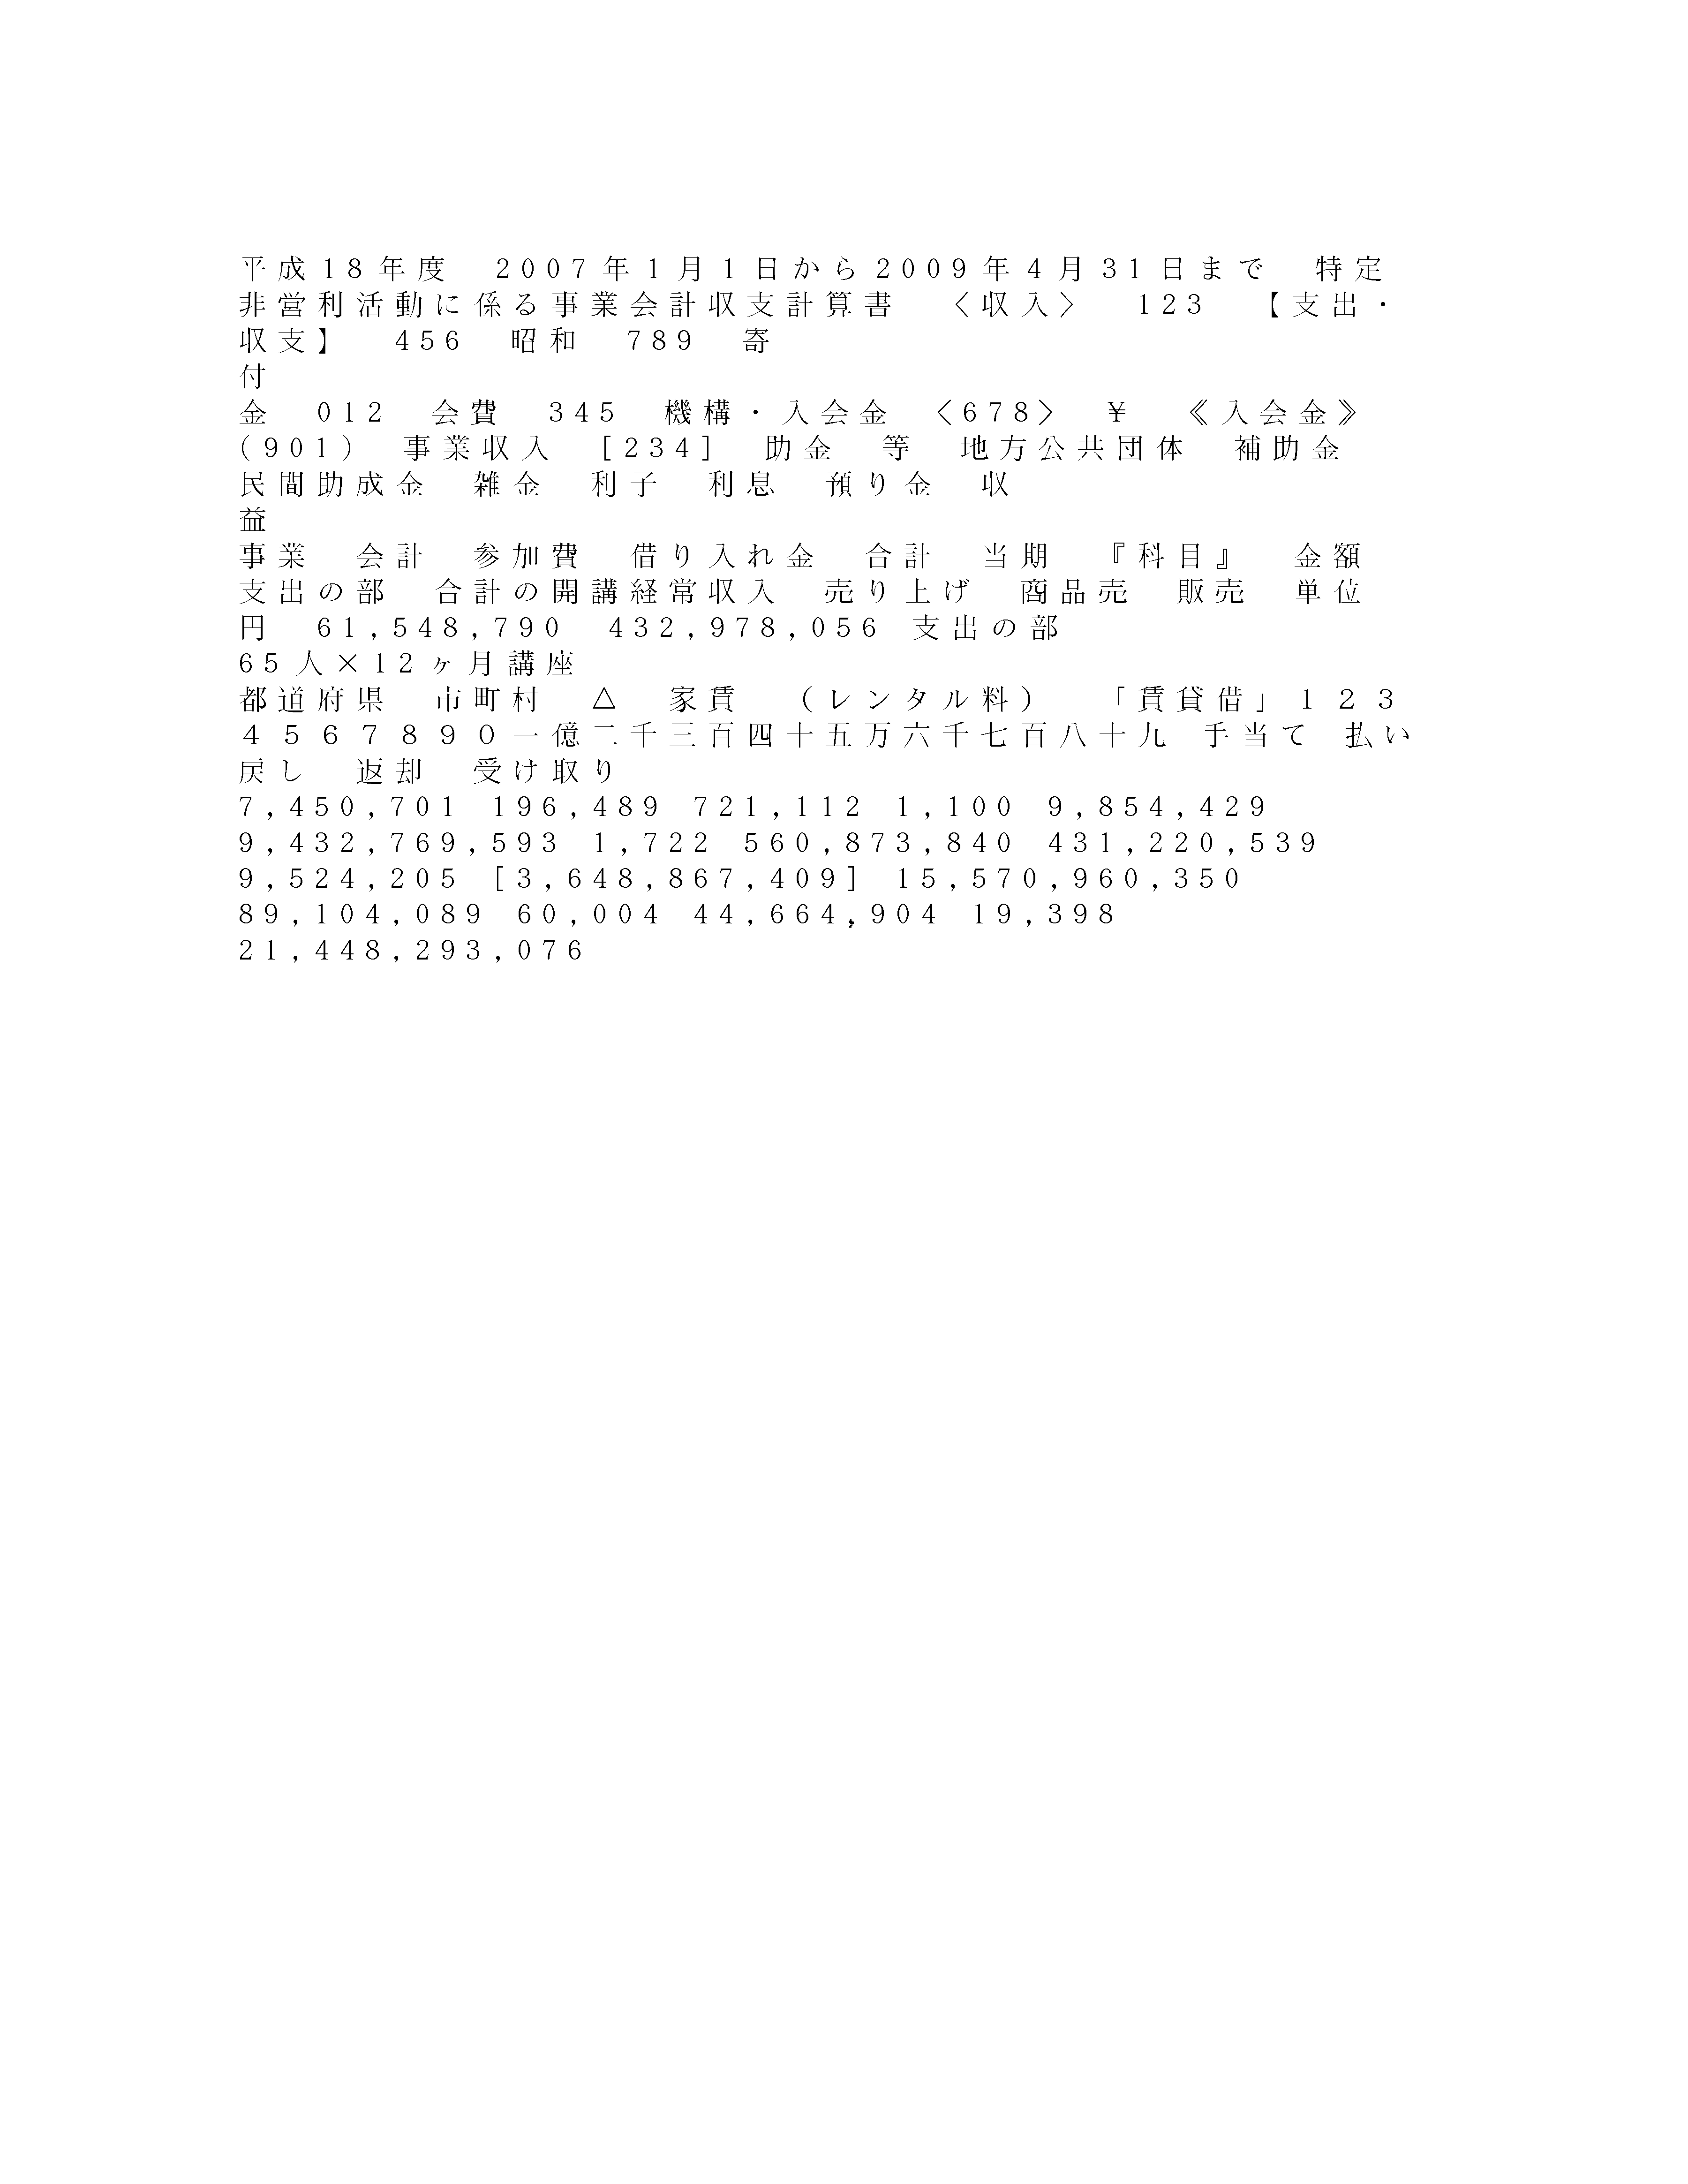 平成18年度　2007年1月1日から2009年4月31日まで　特定
非営利活動に係る事業会計収支計算書　〈収入〉　123　【支出・
収支】　456　昭和　789　寄
付
金　012　会費　345　機構・入会金　〈678〉　￥　《入会金》
(901)　事業収入　[234]　助金　等　地方公共団体　補助金
民間助成金　雑金　利子　利息　預り金　収
益
事業　会計　参加費　借り入れ金　合計　当期　『科目』　金額
支出の部　合計の開講経常収入　売り上げ　商品売　販売　単位
円　61,548,790　432,978,056 支出の部
65人×12ヶ月講座
都道府県　市町村　△　家賃　（レンタル料）　「賃貸借」１２３
４５６７８９０一億二千三百四十五万六千七百八十九 手当て 払い
戻し　返却　受け取り
7,450,701 196,489 721,112 1,100 9,854,429
9,432,769,593 1,722 560,873,840 431,220,539
9,524,205 [3,648,867,409] 15,570,960,350
89,104,089 60,004 44,664,904 19,398
21,448,293,076